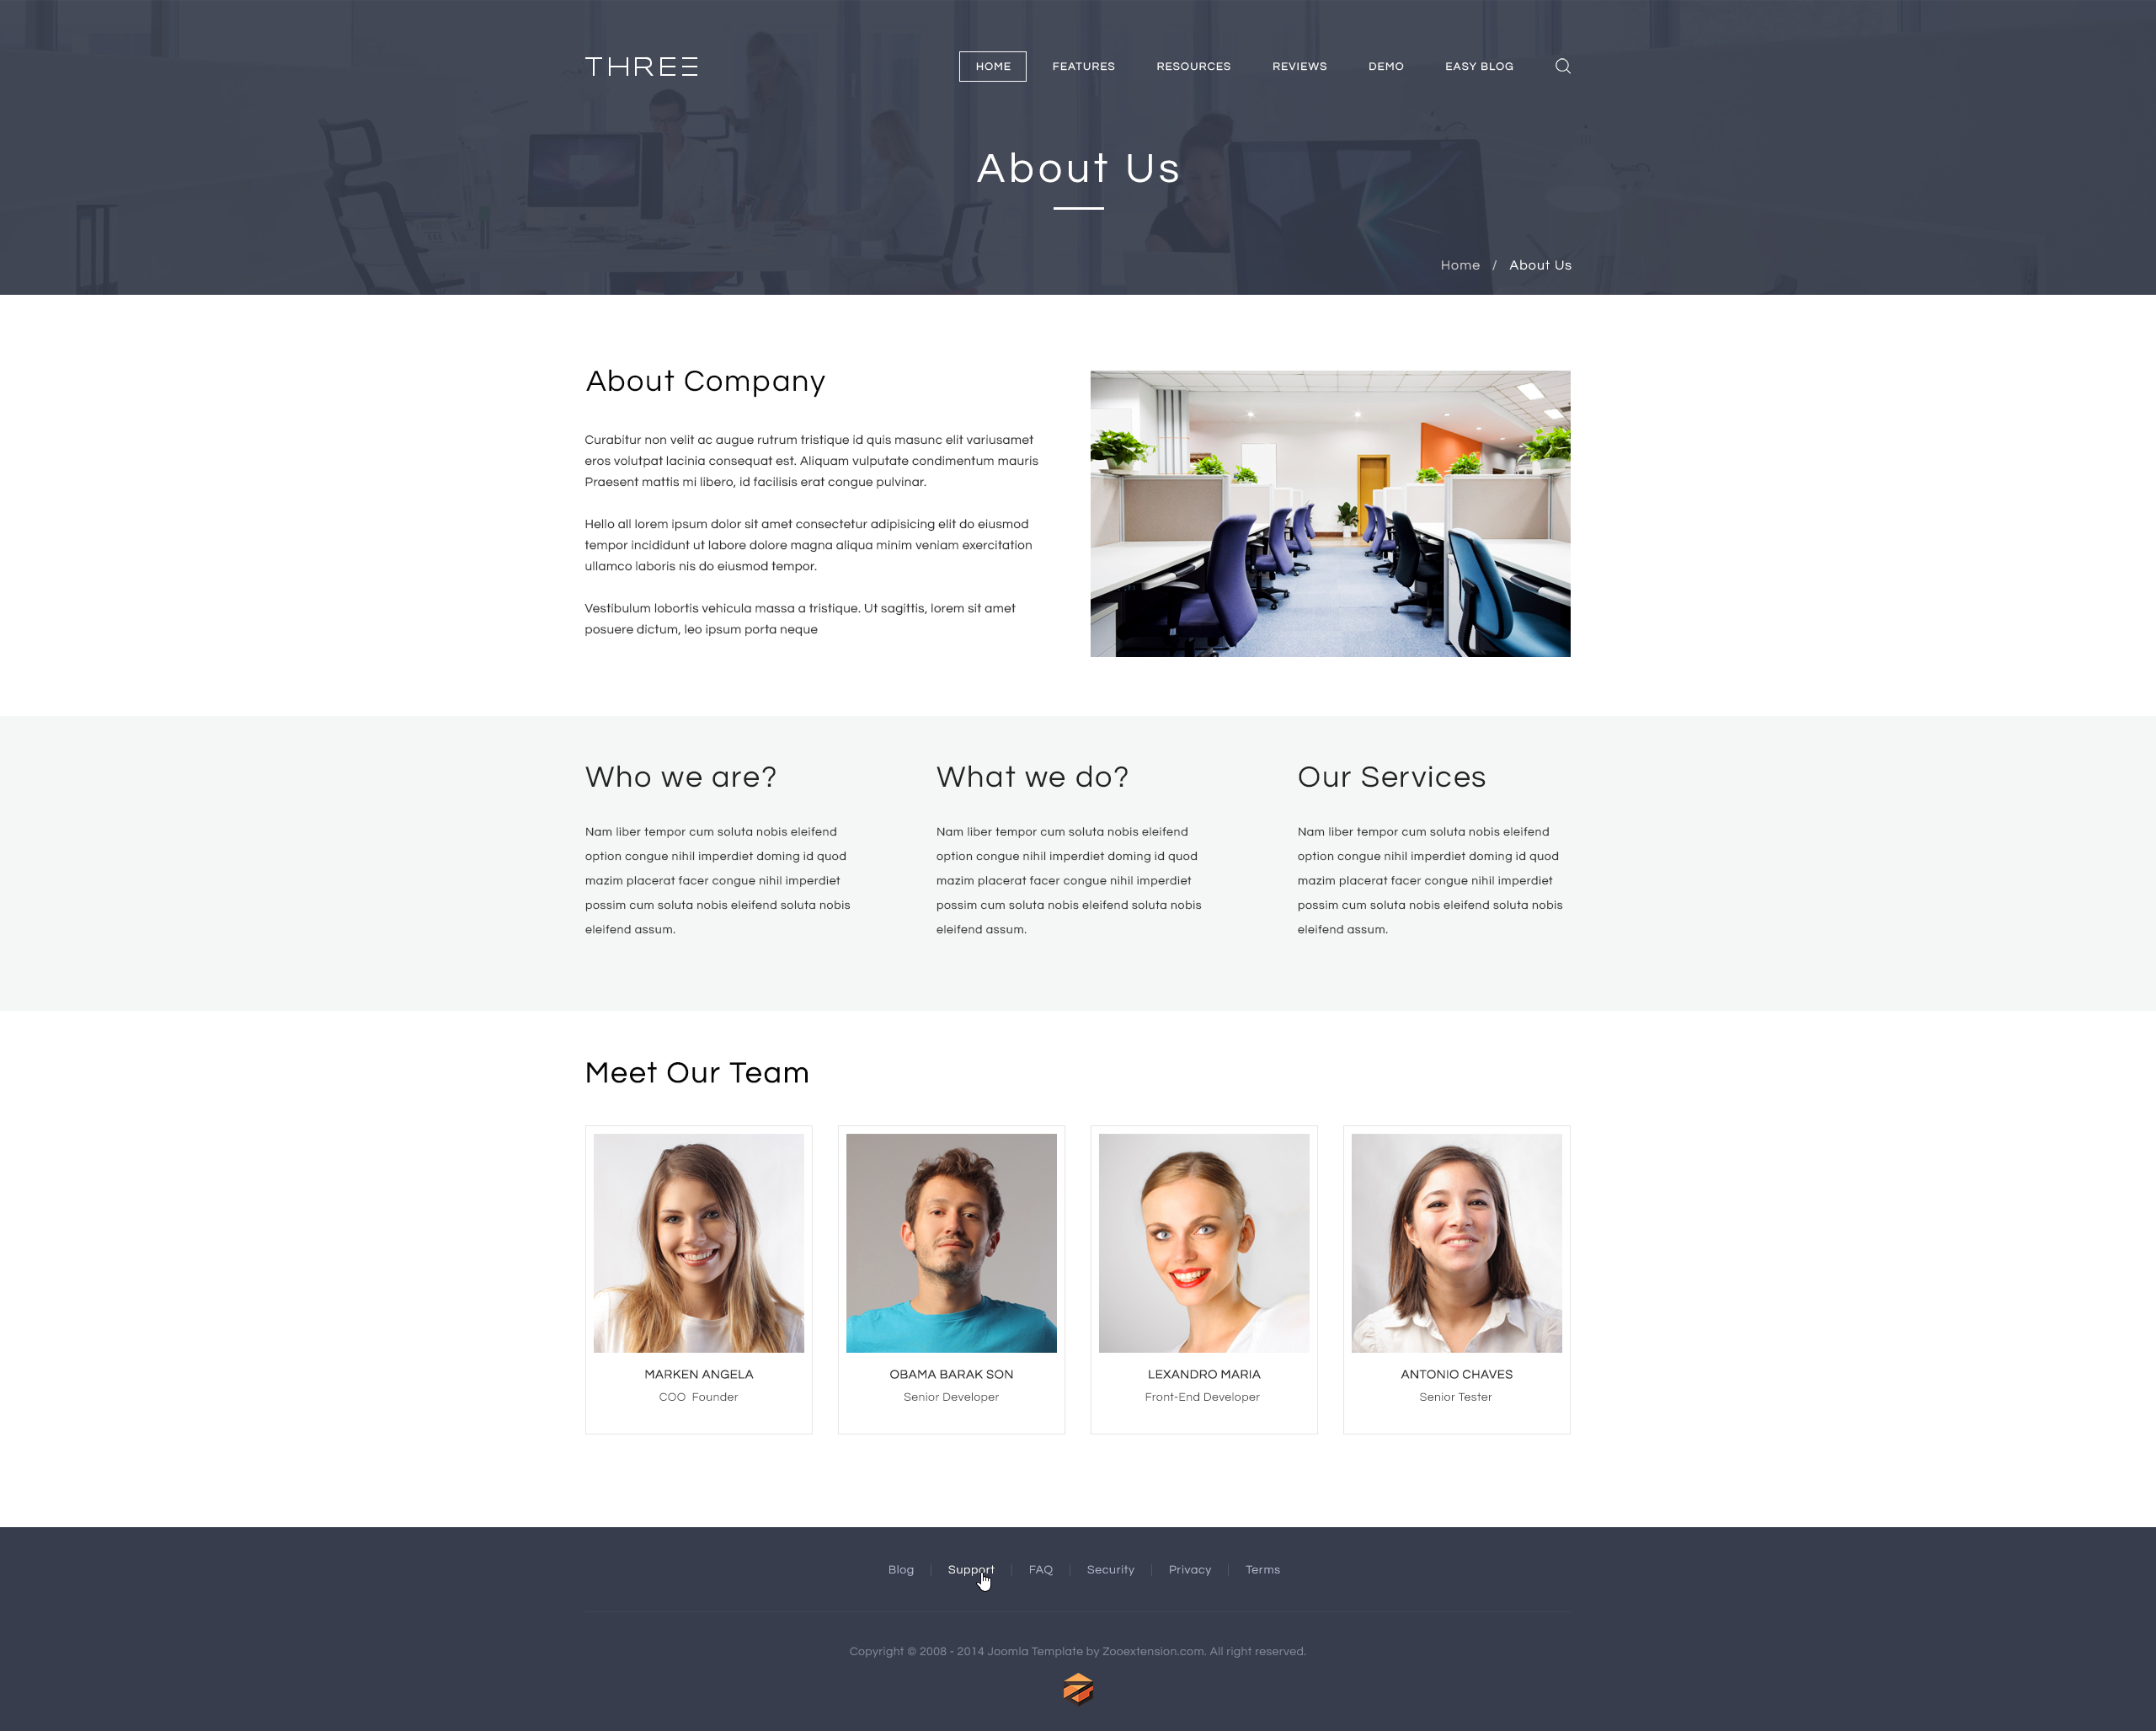 THREE
HOME FEATURES RESOURCES REVIEWS DEMO EASY BLOG
About Us
Home / About Us
About Company
Curabitur non velit ac augue rutrum tristique id quis masunc elit variusamet
eros volutpat lacinia consequat est. Aliquam vulputate condimentum mauris
Praesent mattis mi libero, id facilisis erat congue pulvinar.
Hello all lorem ipsum dolor sit amet consectetur adipisicing elit do eiusmod
tempor incididunt ut labore dolore magna aliqua minim veniam exercitation
ullamco laboris nis do eiusmod tempor.
Vestibulum lobortis vehicula massa a tristique. Ut sagittis, lorem sit amet
posuere dictum, leo ipsum porta neque
Who we are?
Nam liber tempor cum soluta nobis eleifend
option congue nihil imperdiet doming id quod
mazim placerat facer congue nihil imperdiet
possim cum soluta nobis eleifend soluta nobis
eleifend assum.
What we do?
Nam liber tempor cum soluta nobis eleifend
option congue nihil imperdiet doming id quod
mazim placerat facer congue nihil imperdiet
possim cum soluta nobis eleifend soluta nobis
eleifend assum.
Our Services
Nam liber tempor cum soluta nobis eleifend
option congue nihil imperdiet doming id quod
mazim placerat facer congue nihil imperdiet
possim cum soluta nobis eleifend soluta nobis
eleifend assum.
Meet Our Team
MARKEN ANGELA
COO Founder
OBAMA BARAK SON
Senior Developer
LEXANDRO MARIA
Front-End Developer
ANTONIO CHAVES
Senior Tester
Blog | Support | FAQ | Security | Privacy | Terms
Copyright © 2008 - 2014 Joomla Template by Zooextension.com. All right reserved.